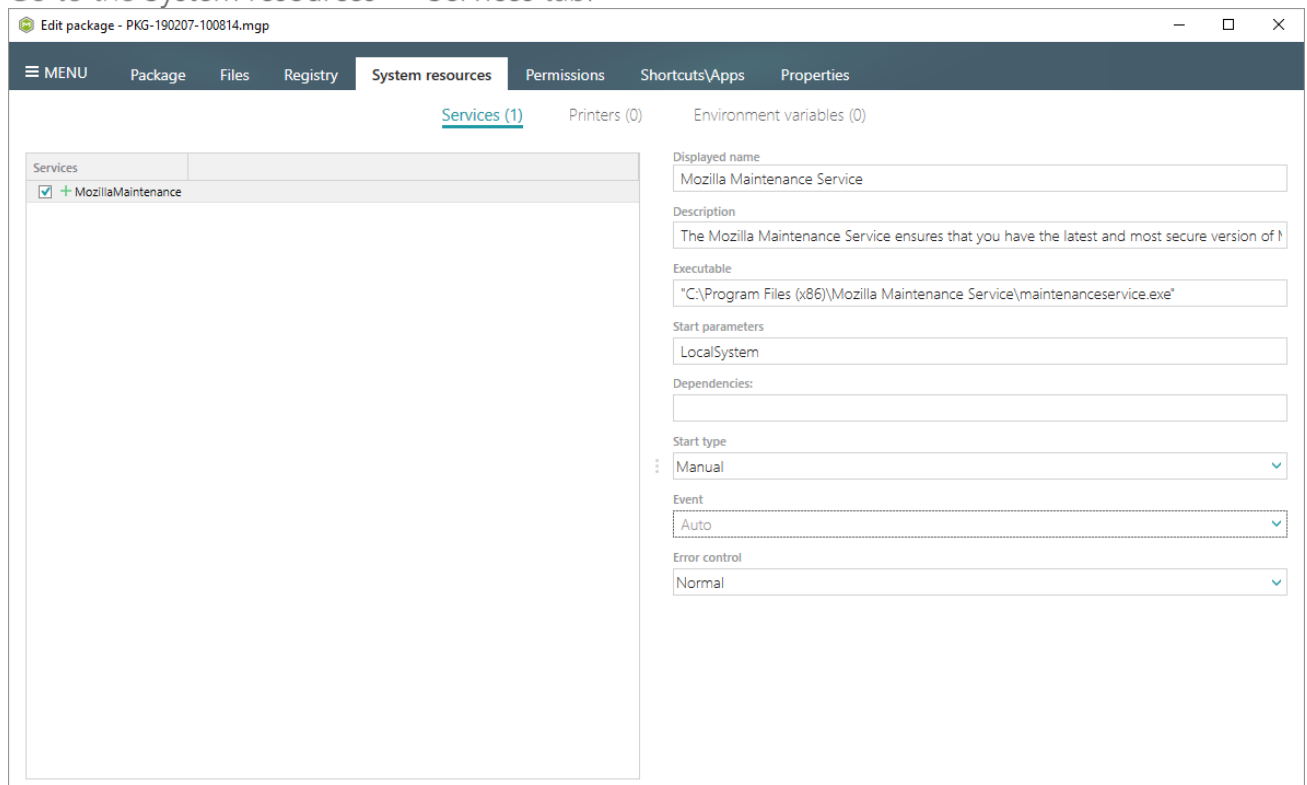 Edit package - PKG-190207-100814.mgp
MENU Package Files Registry System resources Permissions Shortcuts\Apps Properties
Services (1) Printers (0) Environment variables (0)
Services
MozillaMaintenance
Displayed name
Mozilla Maintenance Service
Description
The Mozilla Maintenance Service ensures that you have the latest and most secure version of
Executable
"C:\Program Files (x86)\Mozilla Maintenance Service\maintenanceservice.exe"
Start parameters
LocalSystem
Dependencies:
Start type
Manual
Event
Auto
Error control
Normal